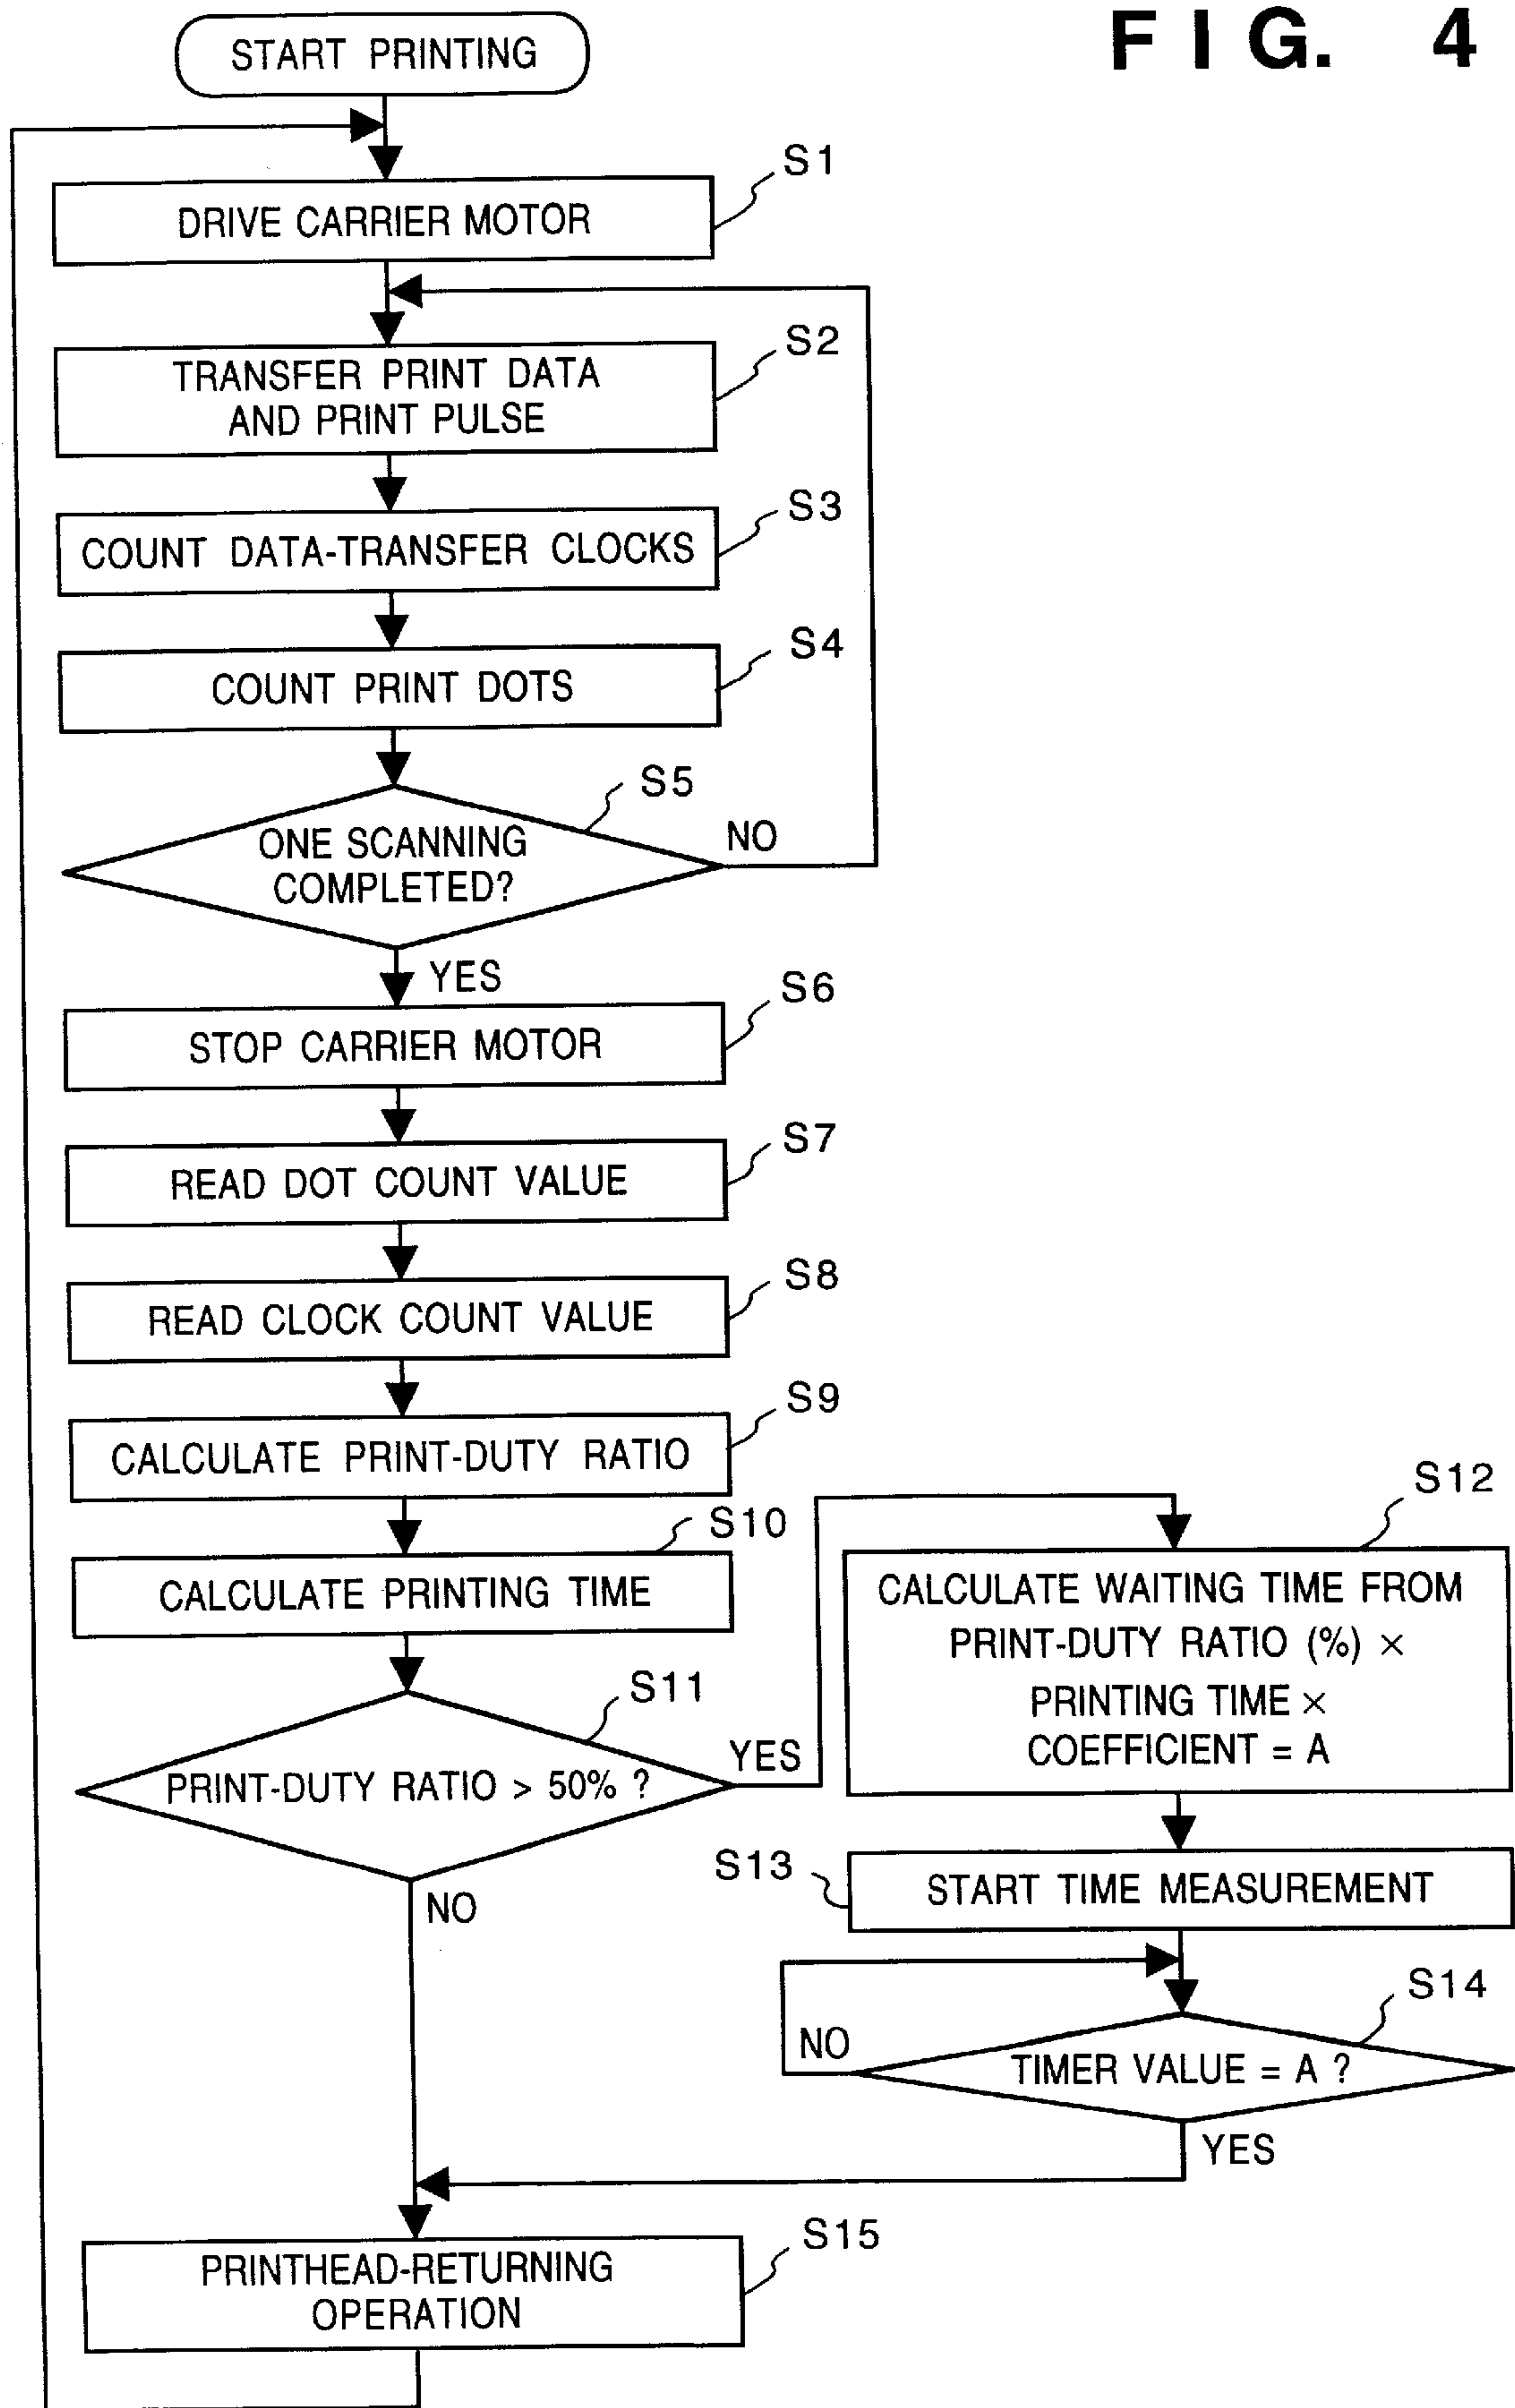 FIG. 4
START PRINTING
S1
DRIVE CARRIER MOTOR
S2
TRANSFER PRINT DATA
AND PRINT PULSE
S3
COUNT DATA-TRANSFER CLOCKS
S4
COUNT PRINT DOTS
S5
ONE SCANNING
COMPLETED?
NO
YES
S6
STOP CARRIER MOTOR
S7
READ DOT COUNT VALUE
S8
READ CLOCK COUNT VALUE
S9
CALCULATE PRINT-DUTY RATIO
S10
CALCULATE PRINTING TIME
S11
PRINT-DUTY RATIO > 50% ?
YES
NO
S12
CALCULATE WAITING TIME FROM
PRINT-DUTY RATIO (%) ×
PRINTING TIME ×
COEFFICIENT = A
S13
START TIME MEASUREMENT
S14
TIMER VALUE = A ?
NO
YES
S15
PRINTHEAD-RETURNING
OPERATION